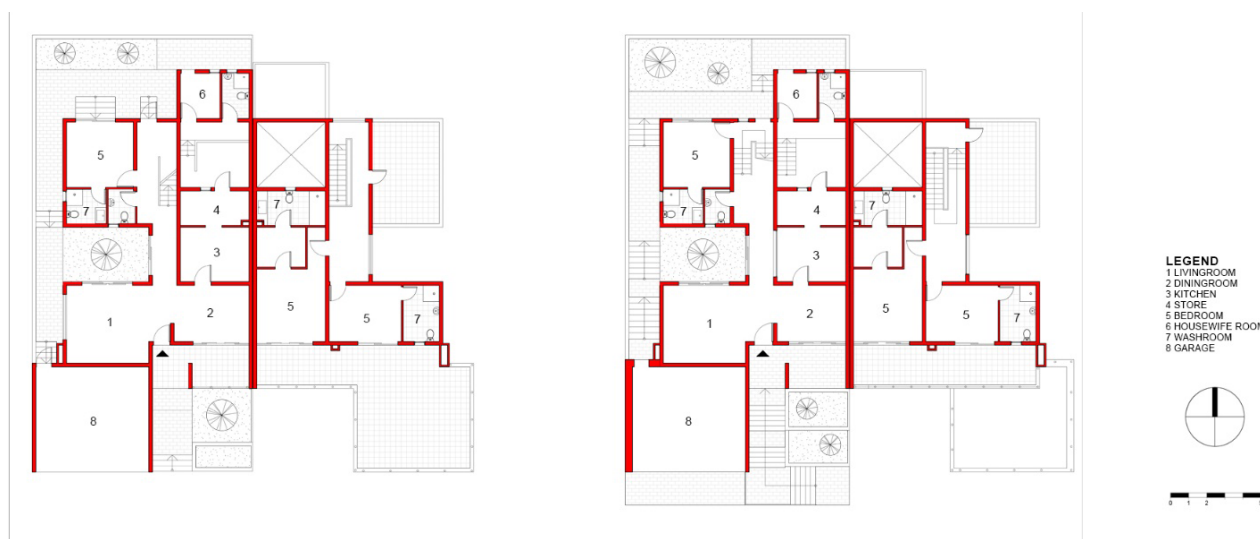 6
5
7
4
7
3
1
2
5
5
7
8
6
5
7
4
7
3
1
2
5
5
7
8
LEGEND
1 LIVINGROOM
2 DININGROOM
3 KITCHEN
4 STORE
5 BEDROOM
6 HOUSEWIFE ROOM
7 WASHROOM
8 GARAGE
0 1 2